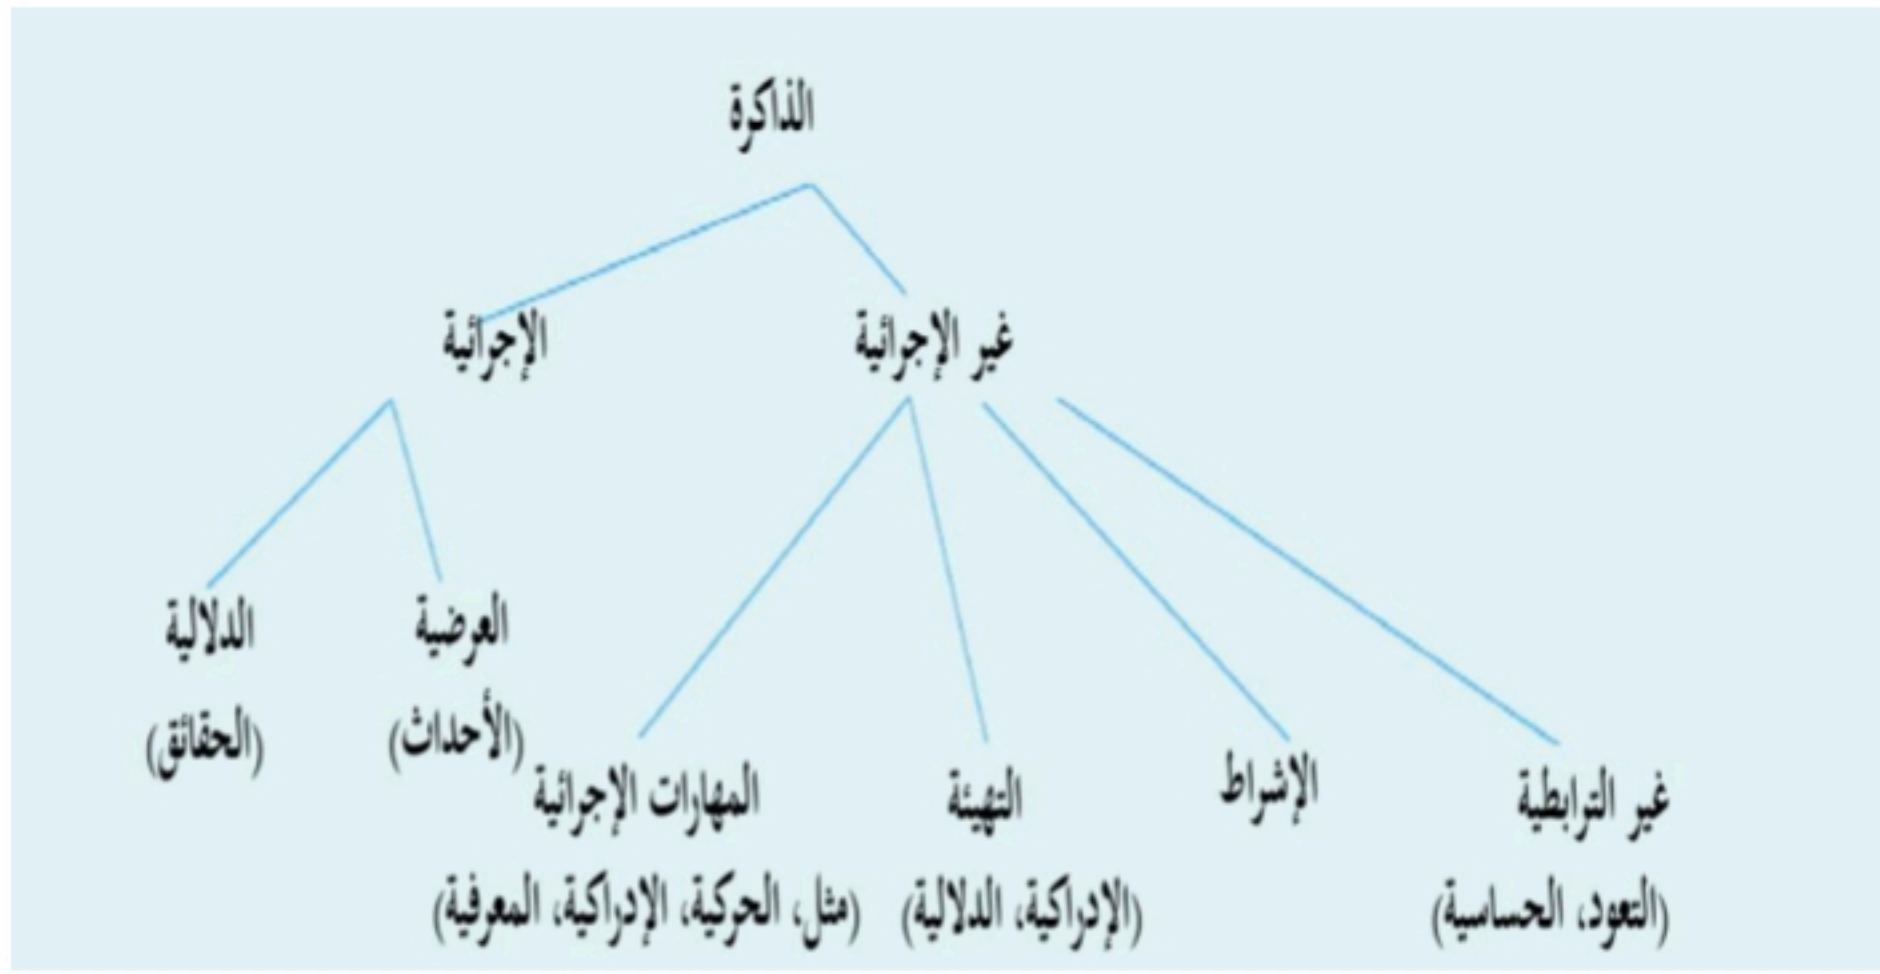 الذاكرة
غير الإجرائية
الإجرائية
العرضية
(الأحداث)
الدلالية
(الحقائق)
غير الترابطية
(التعود، الحساسية)
الإشراط
التهيئة
(الإدراكية، الدلالية)
المهارات الإجرائية
(مثل، الحركية، الإدراكية، المعرفية)